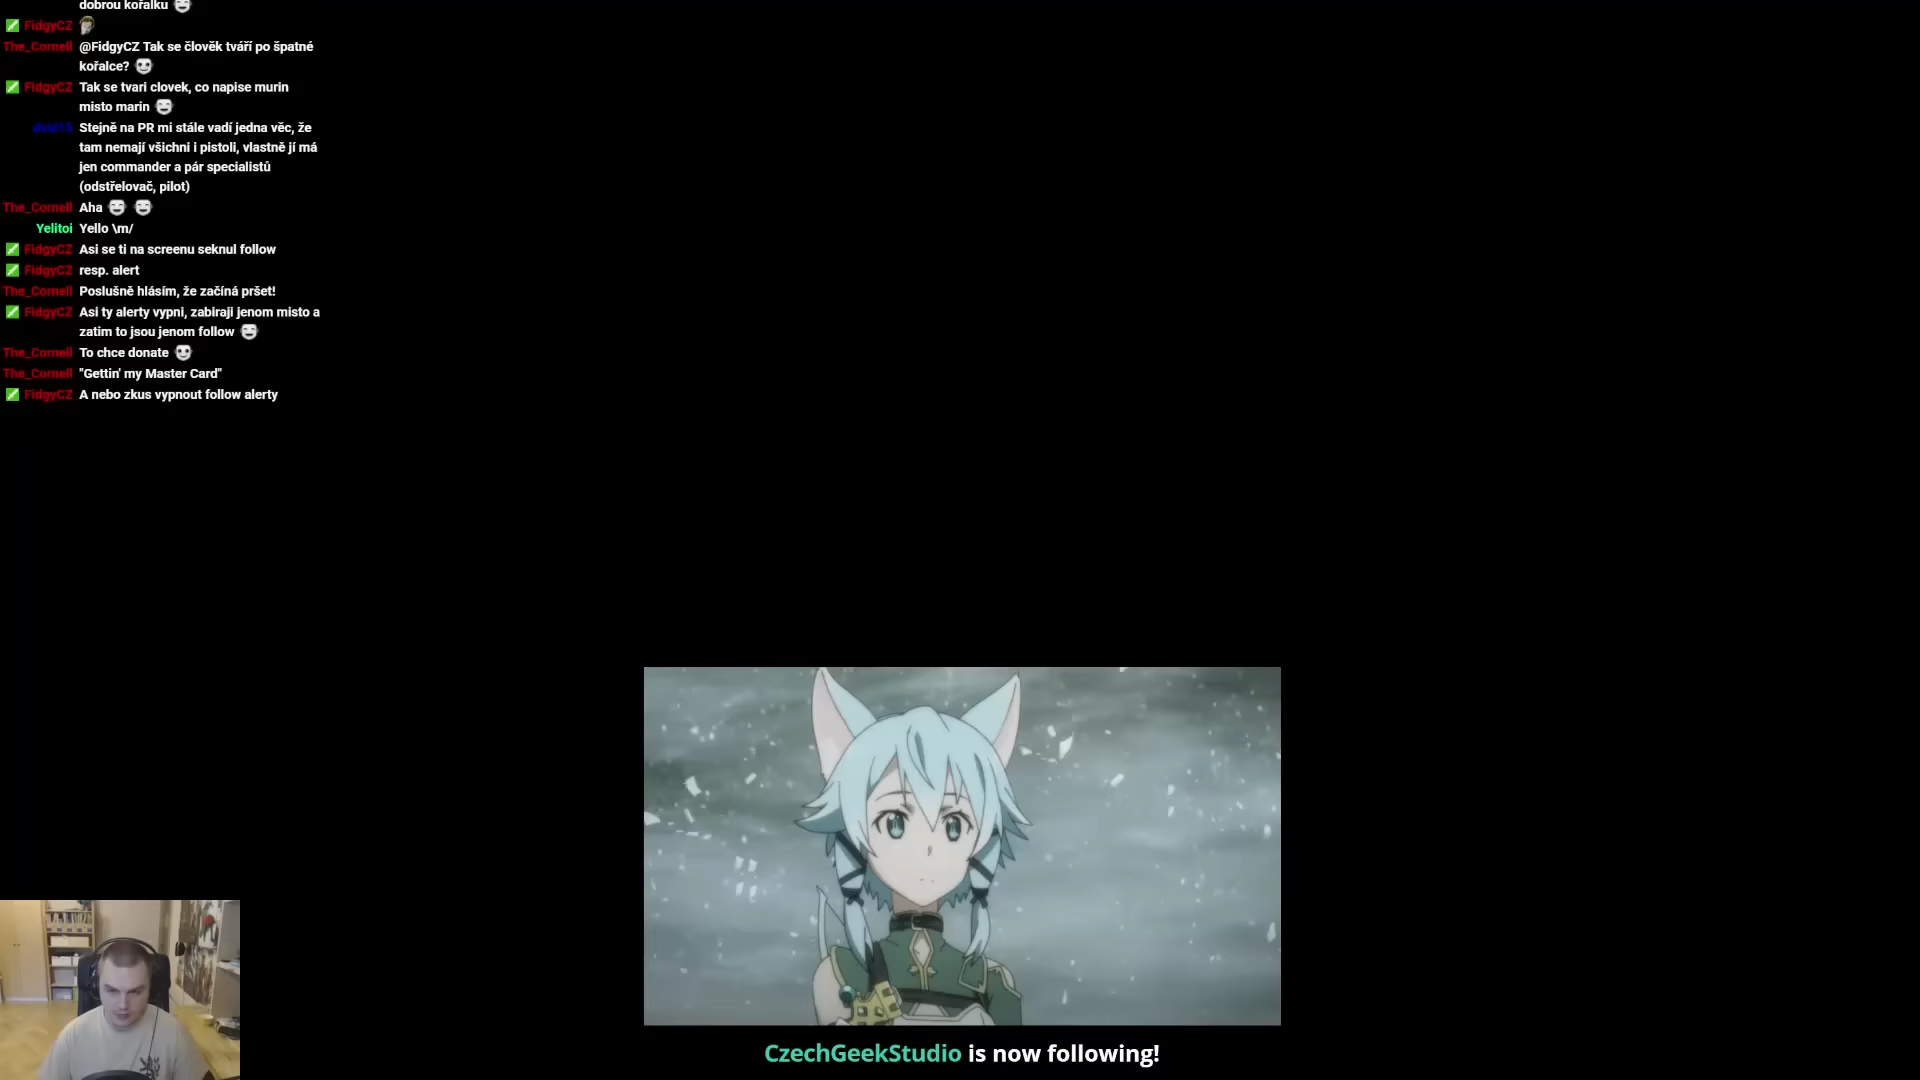 dobrou kořalku
FidgyCZ
The_Cornell @FidgyCZ Tak se člověk tváří po špatné
kořalce?
FidgyCZ Tak se tvari clovek, co napise murin
misto marin
Stejně na PR mi stále vadí jedna věc, že
tam nemají všichni i pistoli, vlastně jí má
jen commander a pár specialistů
(odstřelovač, pilot)
The_Cornell Aha
Yelitoi Yello \m/
FidgyCZ Asi se ti na screenu seknul follow
FidgyCZ resp. alert
The_Cornell Poslušně hlásím, že začíná pršet!
FidgyCZ Asi ty alerty vypni, zabiraji jenom misto a
zatim to jsou jenom follow
The_Cornell To chce donate
The_Cornell "Gettin' my Master Card"
FidgyCZ A nebo zkus vypnout follow alerty
CzechGeekStudio is now following!